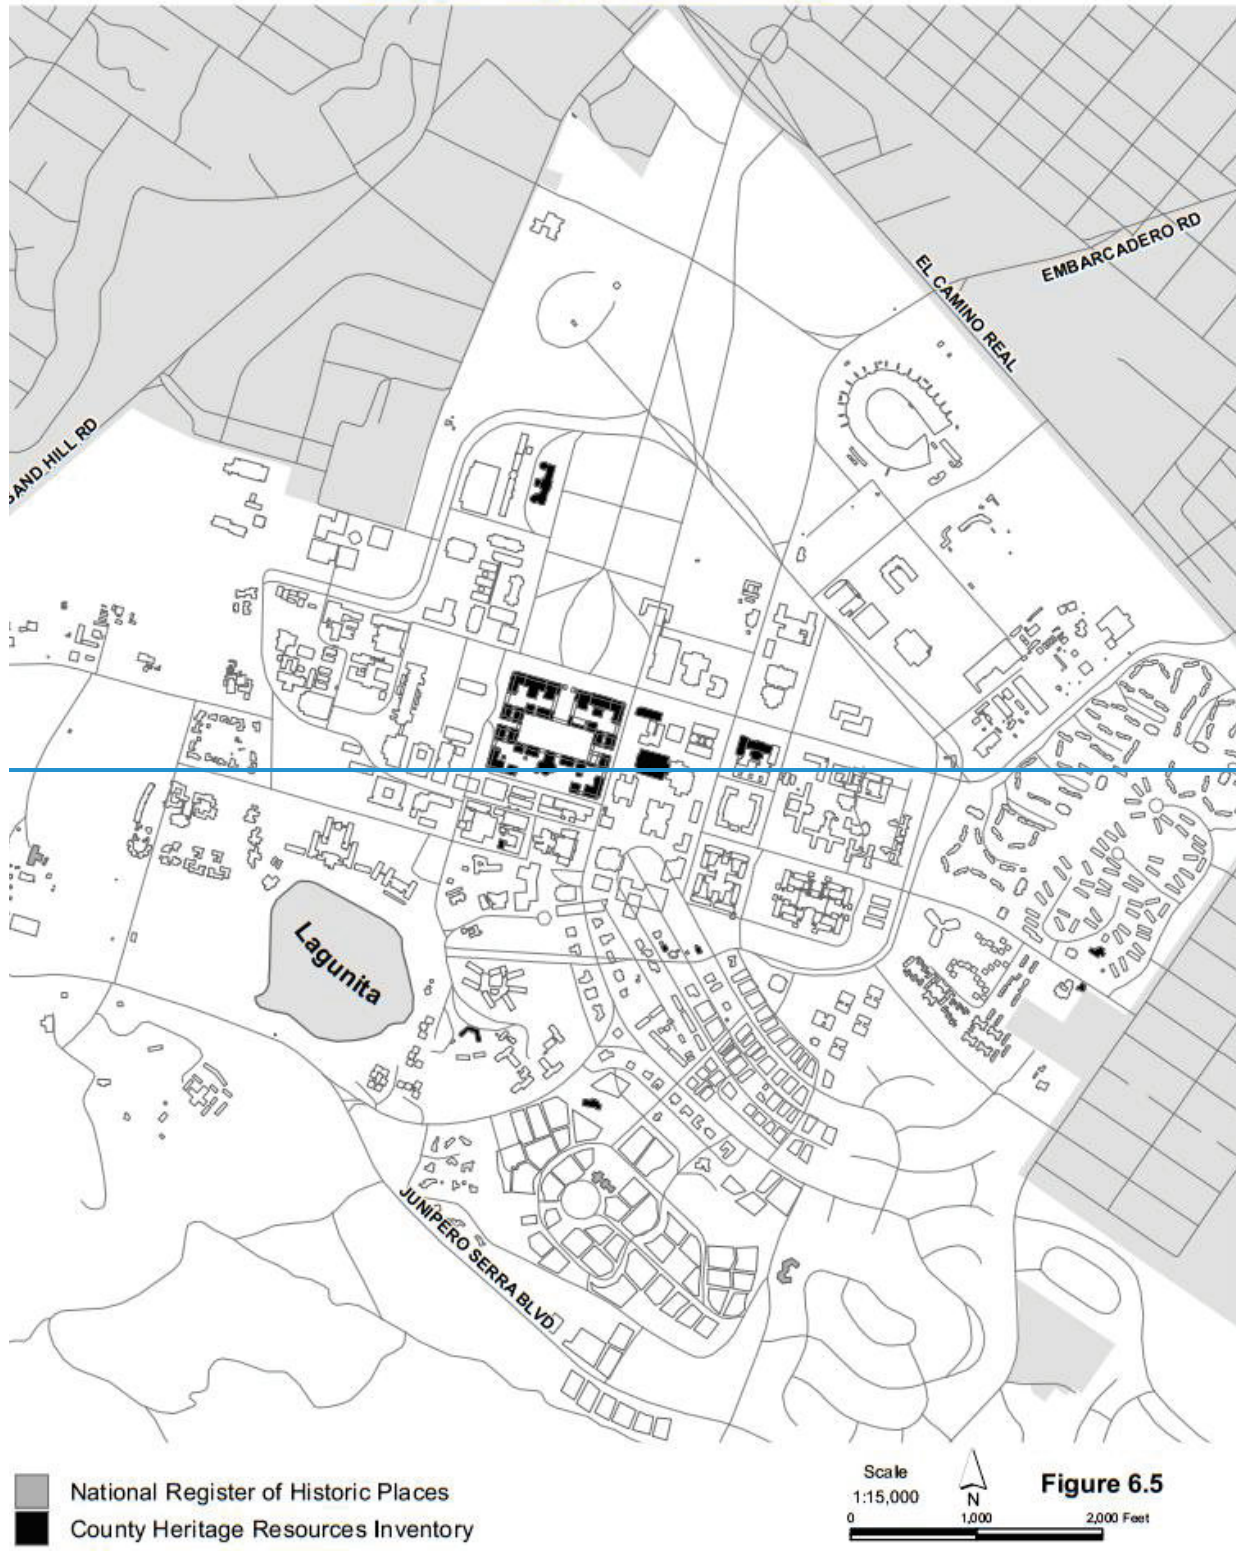 EMBARCADERO RD
EL CAMINO REAL
SAND HILL RD
Lagunita
JUNIPERO SERRA BLVD
National Register of Historic Places
County Heritage Resources Inventory
Scale
1:15,000
N
Figure 6.5
0 1,000 2,000 Feet